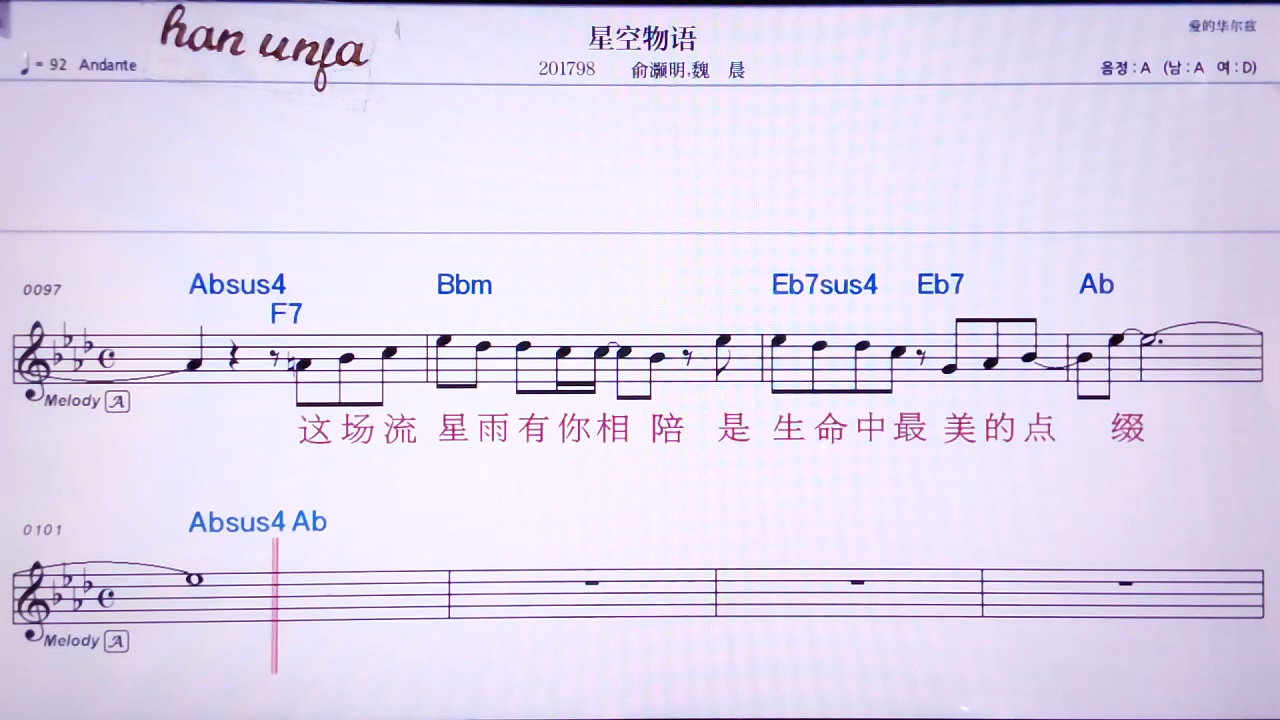 han unfa
星空物语
爱的华尔兹
♩= 92 Andante
201798 俞灏明,魏 晨
음정 : A (남 : A 여 : D)
0097
Absus4 Bbm Eb7sus4 Eb7 Ab
F7
Melody A
这场流 星雨有你相 陪 是 生命中最 美的点 缀
0101
Absus4 Ab
Melody A